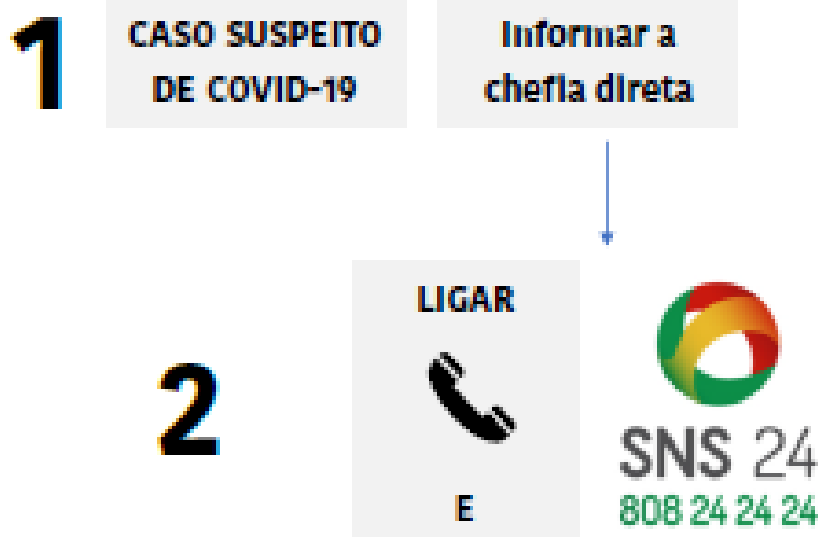 1
CASO SUSPEITO
DE COVID-19
Informar a
chefia direta
2
LIGAR
E
SNS 24
808 24 24 24